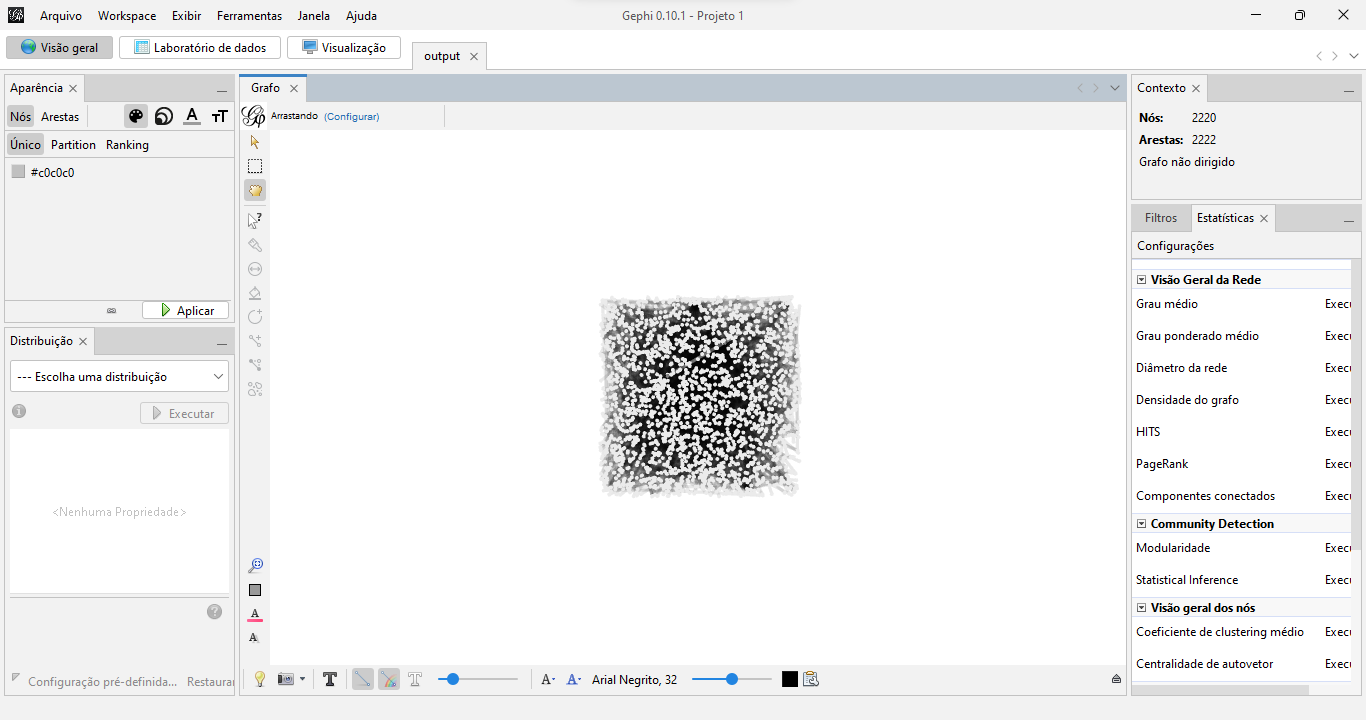 Arquivo Workspace Exibir Ferramentas Janela Ajuda
Gephi 0.10.1 - Projeto 1
Visão geral
Laboratório de dados
Visualização
output
Aparência
Nós Arestas
Único Partition Ranking
#c0c0c0
Aplicar
Distribuição
--- Escolha uma distribuição
Executar
<Nenhuma Propriedade>
Configuração pré-definida... Restaurar
Grafo
Arrastando (Configurar)
Arial Negrito, 32
Contexto
Nós: 2220
Arestas: 2222
Grafo não dirigido
Filtros Estatísticas
Configurações
Visão Geral da Rede
Grau médio Execu
Grau ponderado médio Execu
Diâmetro da rede Execu
Densidade do grafo Execu
HITS Execu
PageRank Execu
Componentes conectados Execu
Community Detection
Modularidade Execu
Statistical Inference Execu
Visão geral dos nós
Coeficiente de clustering médio Execu
Centralidade de autovetor Execu